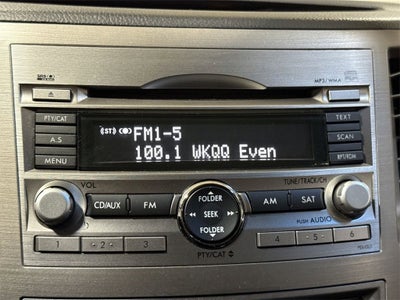 MP3/WMA
PTY/CAT
TEXT
A.S
SCAN
MENU
RPT/RDM
(ST)
FM1-5
100.1 WKQQ Even
VOL
TUNE/TRACK/CH
CD/AUX
FM
FOLDER
SEEK
FOLDER
AM
SAT
PUSH AUDIO
1
2
3
4
5
6
PTY/CAT